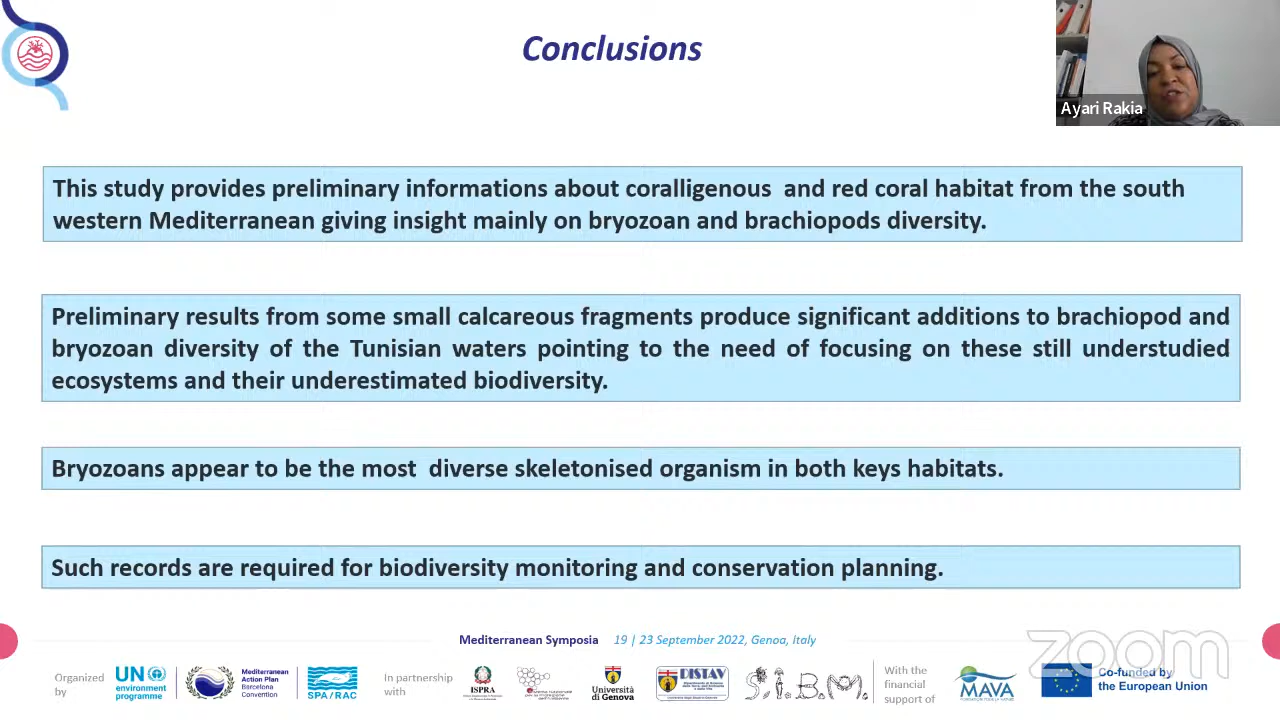 Conclusions
Ayari Rakia
This study provides preliminary informations about coralligenous and red coral habitat from the south
western Mediterranean giving insight mainly on bryozoan and brachiopods diversity.
Preliminary results from some small calcareous fragments produce significant additions to brachiopod and
bryozoan diversity of the Tunisian waters pointing to the need of focusing on these still understudied
ecosystems and their underestimated biodiversity.
Bryozoans appear to be the most diverse skeletonised organism in both keys habitats.
Such records are required for biodiversity monitoring and conservation planning.
Mediterranean Symposia 19 | 23 September 2022, Genoa, Italy
zoom
Organized
by
UN
environment
programme
Mediterranean
Action Plan
Barcelona
Convention
SPA/RAC
In partnership
with
ISPRA
Università
di Genova
DISTAV
S.I.B.M.
With the
financial
support of
MAVA
Co-funded by
the European Union